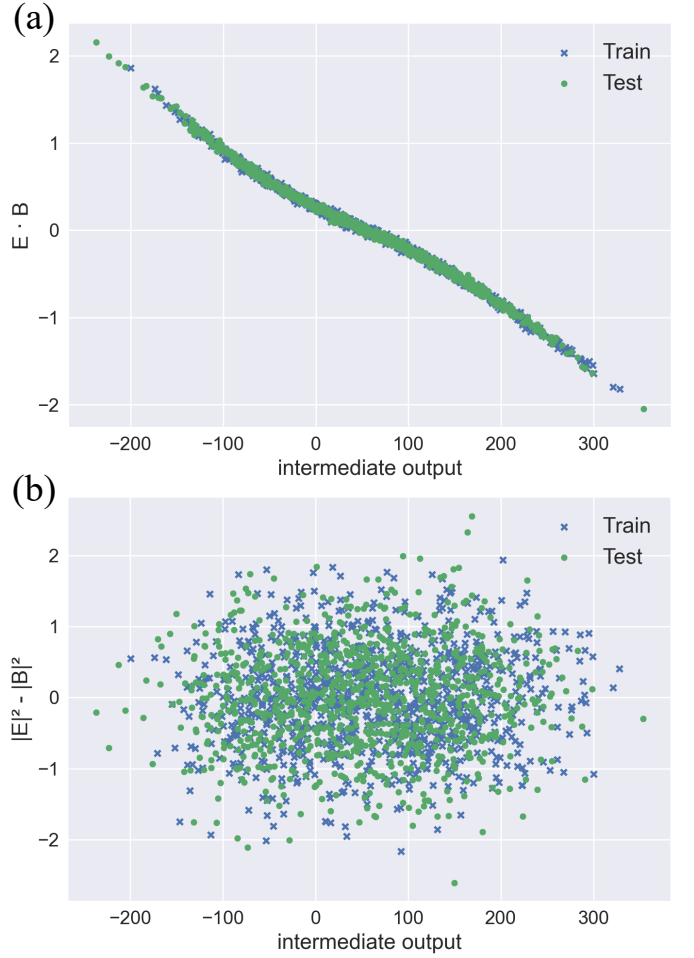 (a)
2
1
0
−1
−2
E · B
Train
Test
−200 −100 0 100 200 300
intermediate output
(b)
2
1
0
−1
−2
|E|² - |B|²
Train
Test
−200 −100 0 100 200 300
intermediate output